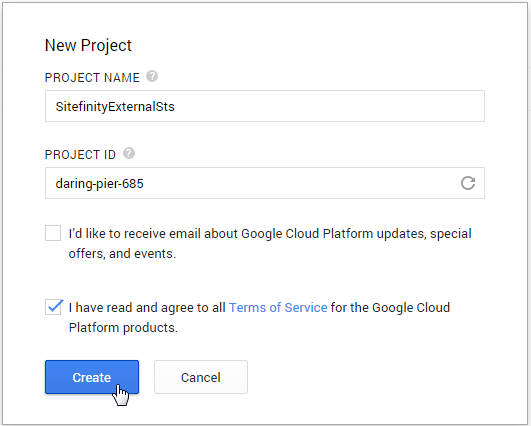 New Project
PROJECT NAME ?
SitefinityExternalSts
PROJECT ID ?
daring-pier-685
I'd like to receive email about Google Cloud Platform updates, special
offers, and events.
I have read and agree to all Terms of Service for the Google Cloud
Platform products.
Create Cancel